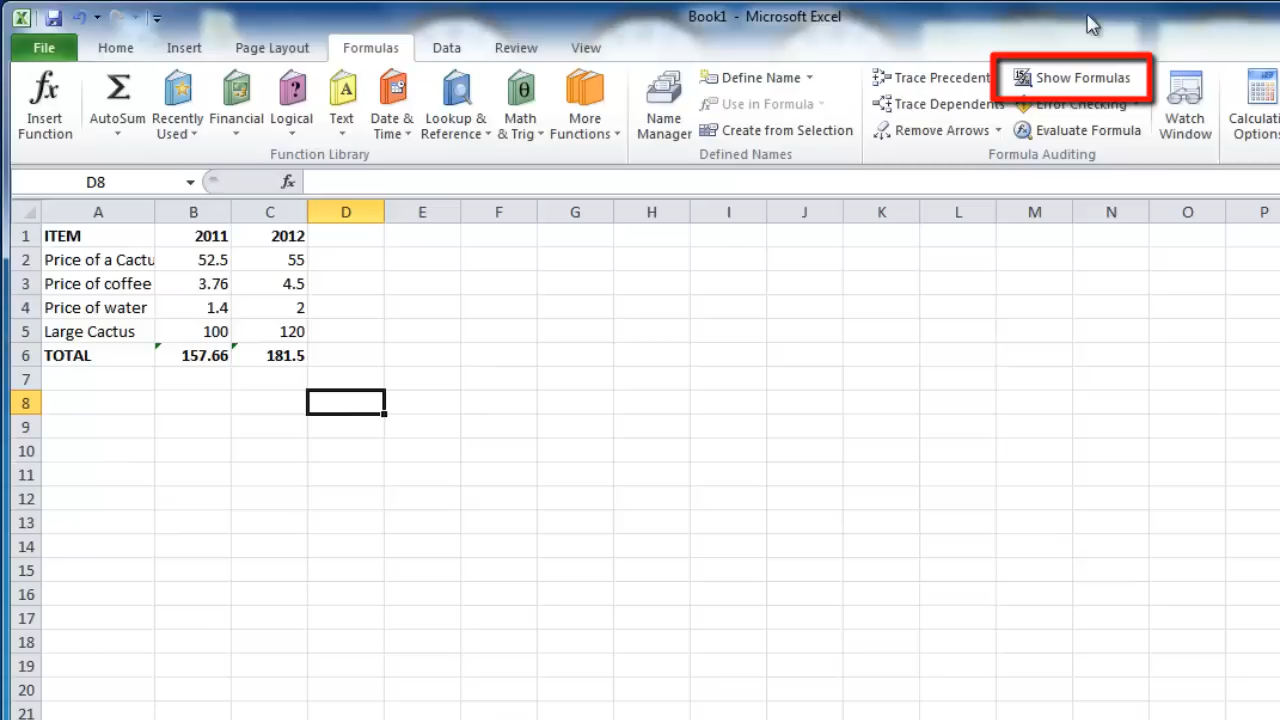 Book1 - Microsoft Excel
File Home Insert Page Layout Formulas Data Review View
fx Insert Function
Σ AutoSum
Recently Used
Financial
Logical
Text
Date & Time
Lookup & Reference
θ Math & Trig
More Functions
Function Library
Name Manager
Define Name
Use in Formula
Create from Selection
Defined Names
Trace Precedent
Trace Dependents
Remove Arrows
Show Formulas
Error Checking
Evaluate Formula
Formula Auditing
Watch Window
Calculati
Option
D8 fx
A B C D E F G H I J K L M N O P
1 ITEM 2011 2012
2 Price of a Cactu 52.5 55
3 Price of coffee 3.76 4.5
4 Price of water 1.4 2
5 Large Cactus 100 120
6 TOTAL 157.66 181.5
7
8
9
10
11
12
13
14
15
16
17
18
19
20
21